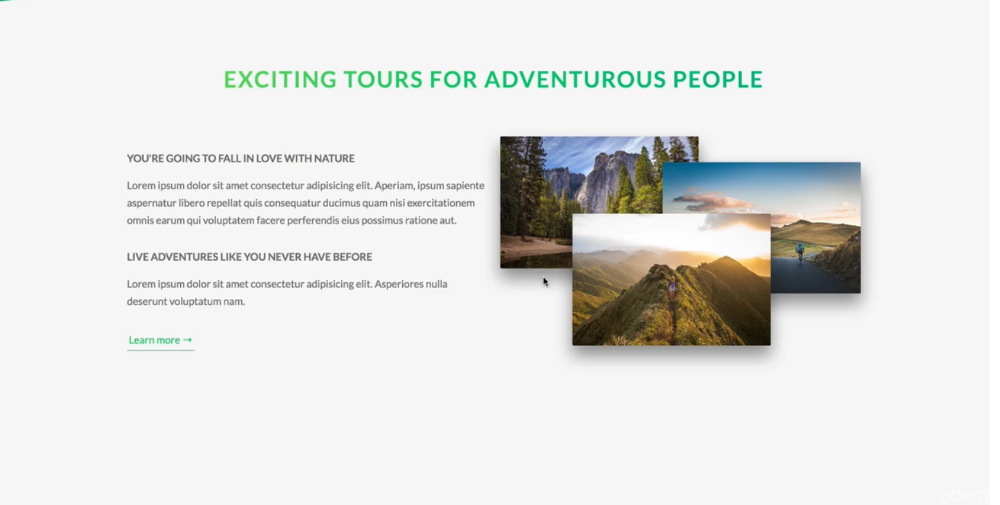 EXCITING TOURS FOR ADVENTUROUS PEOPLE
YOU'RE GOING TO FALL IN LOVE WITH NATURE
Lorem ipsum dolor sit amet consectetur adipisicing elit. Aperiam, ipsum sapiente
aspernatur libero repellat quis consequatur ducimus quam nisi exercitationem
omnis earum qui voluptatem facere perferendis eius possimus ratione aut.
LIVE ADVENTURES LIKE YOU NEVER HAVE BEFORE
Lorem ipsum dolor sit amet consectetur adipisicing elit. Asperiores nulla
deserunt voluptatum nam.
Learn more →